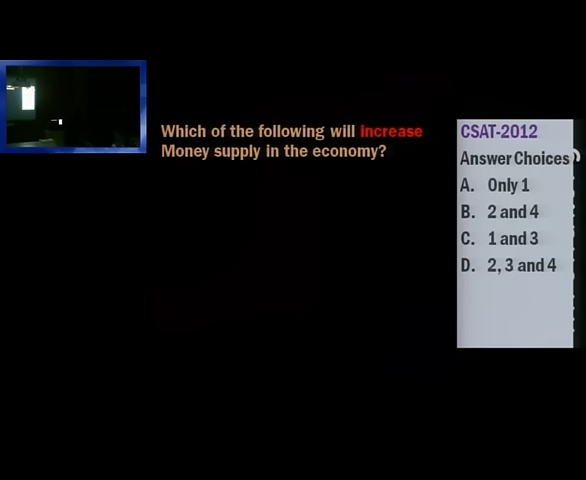 Which of the following will increase
Money supply in the economy?
CSAT-2012
Answer Choices
A. Only 1
B. 2 and 4
C. 1 and 3
D. 2, 3 and 4